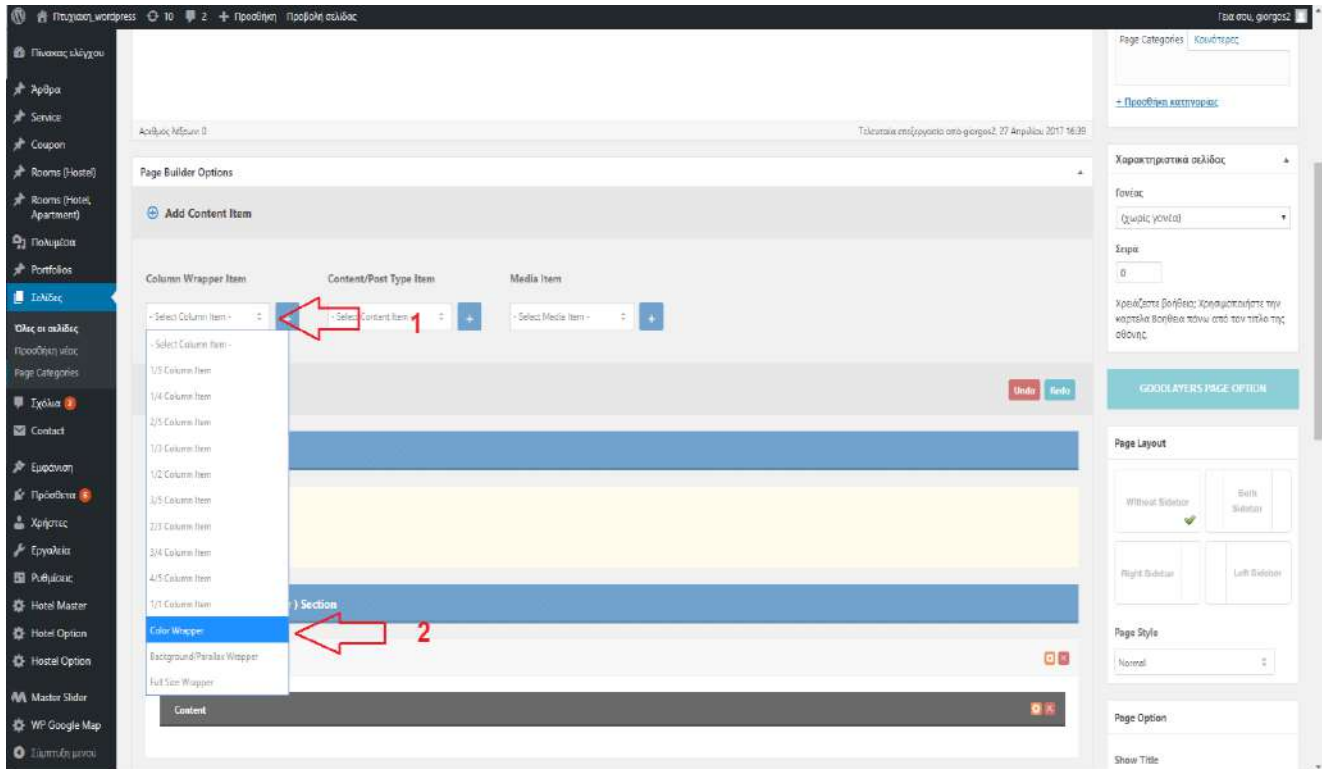 Πτυχιακη_wordpress 10 2 + Προσθήκη Προβολή σελίδας Γεια σου, giorgos2
Πίνακας ελέγχου
Άρθρα
Service
Coupon
Rooms (Hostel)
Rooms (Hotel, Apartment)
Πολυμέσα
Portfolios
Σελίδες
Όλες οι σελίδες
Προσθήκη νέας
Page Categories
Σχόλια 2
Contact
Εμφάνιση
Πρόσθετα 6
Χρήστες
Εργαλεία
Ρυθμίσεις
Hotel Master
Hotel Option
Hostel Option
Master Slider
WP Google Map
Σύμπτυξη μενού
Αριθμός λέξεων: 0 Τελευταία επεξεργασία από giorgos2, 27 Απριλίου 2017 16:39
Page Builder Options
Add Content Item
Column Wrapper Item Content/Post Type Item Media Item
- Select Column Item - + - Select Content Item - + - Select Media Item - +
1
- Select Column Item -
1/5 Column Item
1/4 Column Item
2/5 Column Item
1/3 Column Item
1/2 Column Item
3/5 Column Item
2/3 Column Item
3/4 Column Item
4/5 Column Item
1/1 Column Item
Color Wrapper
Background/Parallax Wrapper
Full Size Wrapper
2
Undo Redo
) Section
Content
Page Categories Κοινότερες
+ Προσθήκη κατηγορίας
Χαρακτηριστικά σελίδας
Γονέας
(χωρίς γονέα)
Σειρά
0
Χρειάζεστε βοήθεια; Χρησιμοποιήστε την
καρτέλα Βοήθεια πάνω από τον τίτλο της
οθόνης.
GOODLAYERS PAGE OPTION
Page Layout
Without Sidebar
Both Sidebar
Right Sidebar
Left Sidebar
Page Style
Normal
Page Option
Show Title